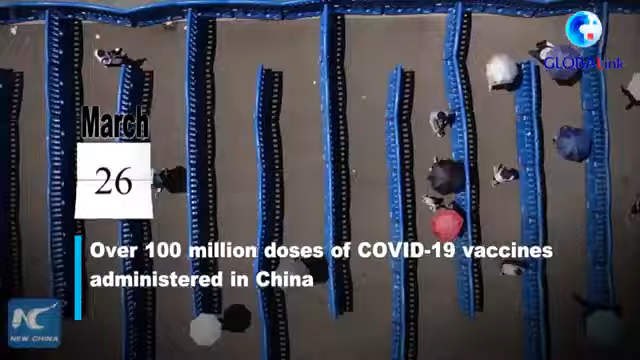 GLOBALink
March
26
Over 100 million doses of COVID-19 vaccines
administered in China
NEW CHINA